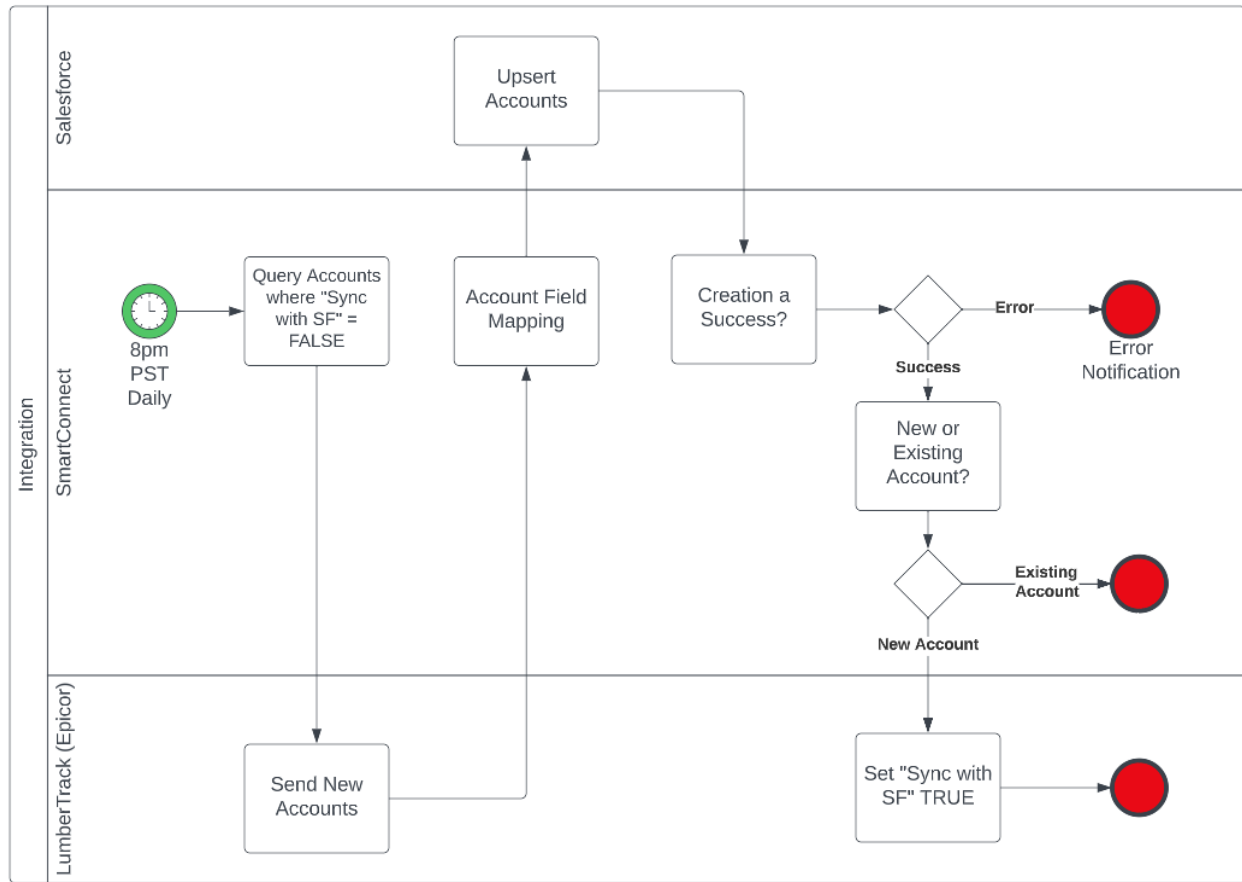 Integration
Salesforce
Upsert
Accounts
SmartConnect
8pm
PST
Daily
Query Accounts
where "Sync
with SF" =
FALSE
Account Field
Mapping
Creation a
Success?
Error
Error
Notification
Success
New or
Existing
Account?
Existing
Account
New Account
LumberTrack (Epicor)
Send New
Accounts
Set "Sync with
SF" TRUE